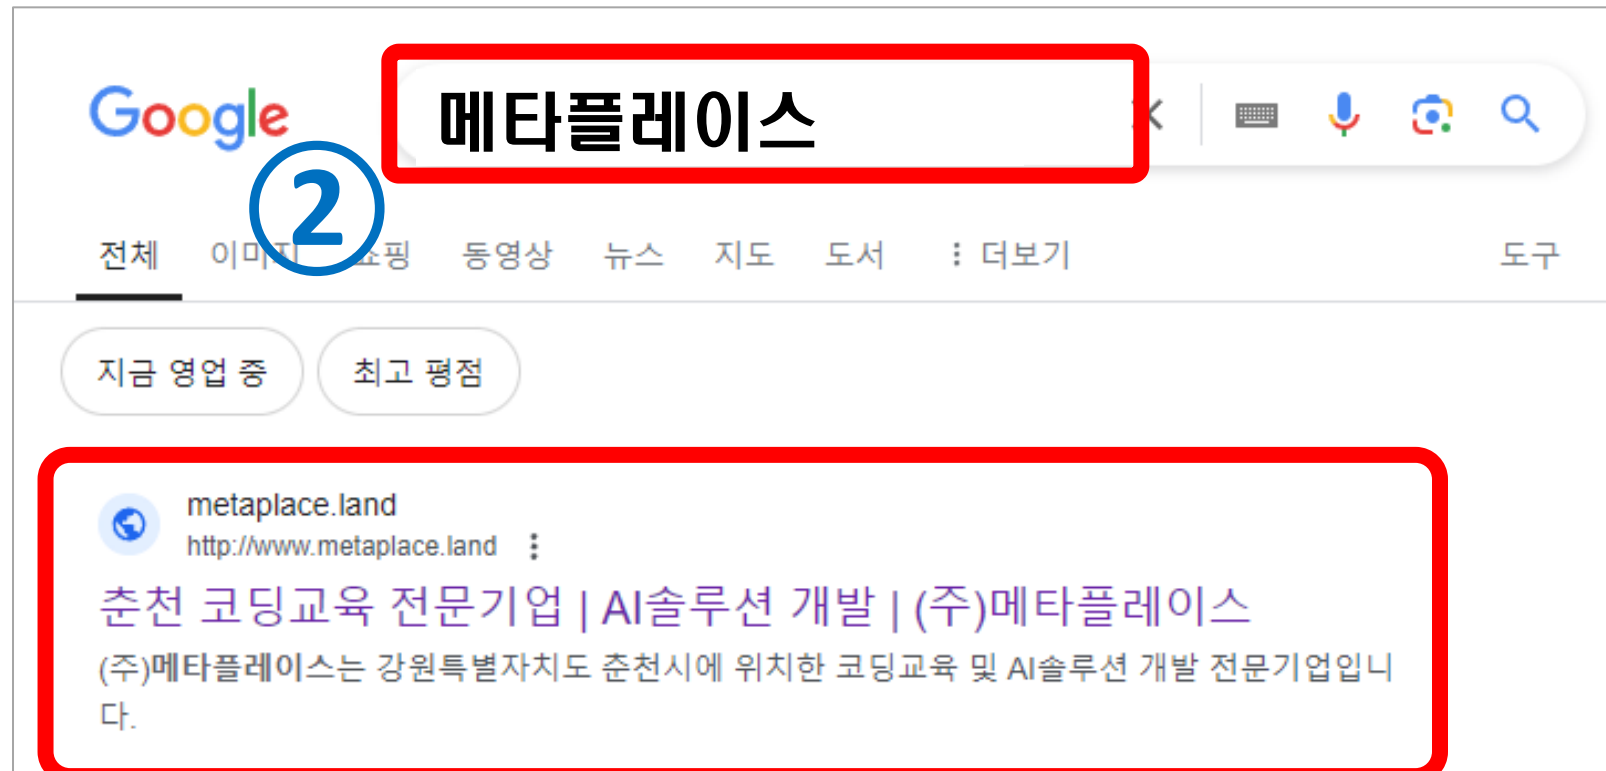 Google
메타플레이스
②
전체 이미지 쇼핑 동영상 뉴스 지도 도서 더보기 도구
지금 영업 중 최고 평점
metaplace.land
http://www.metaplace.land
춘천 코딩교육 전문기업 | AI솔루션 개발 | (주)메타플레이스
(주)메타플레이스는 강원특별자치도 춘천시에 위치한 코딩교육 및 AI솔루션 개발 전문기업입니
다.